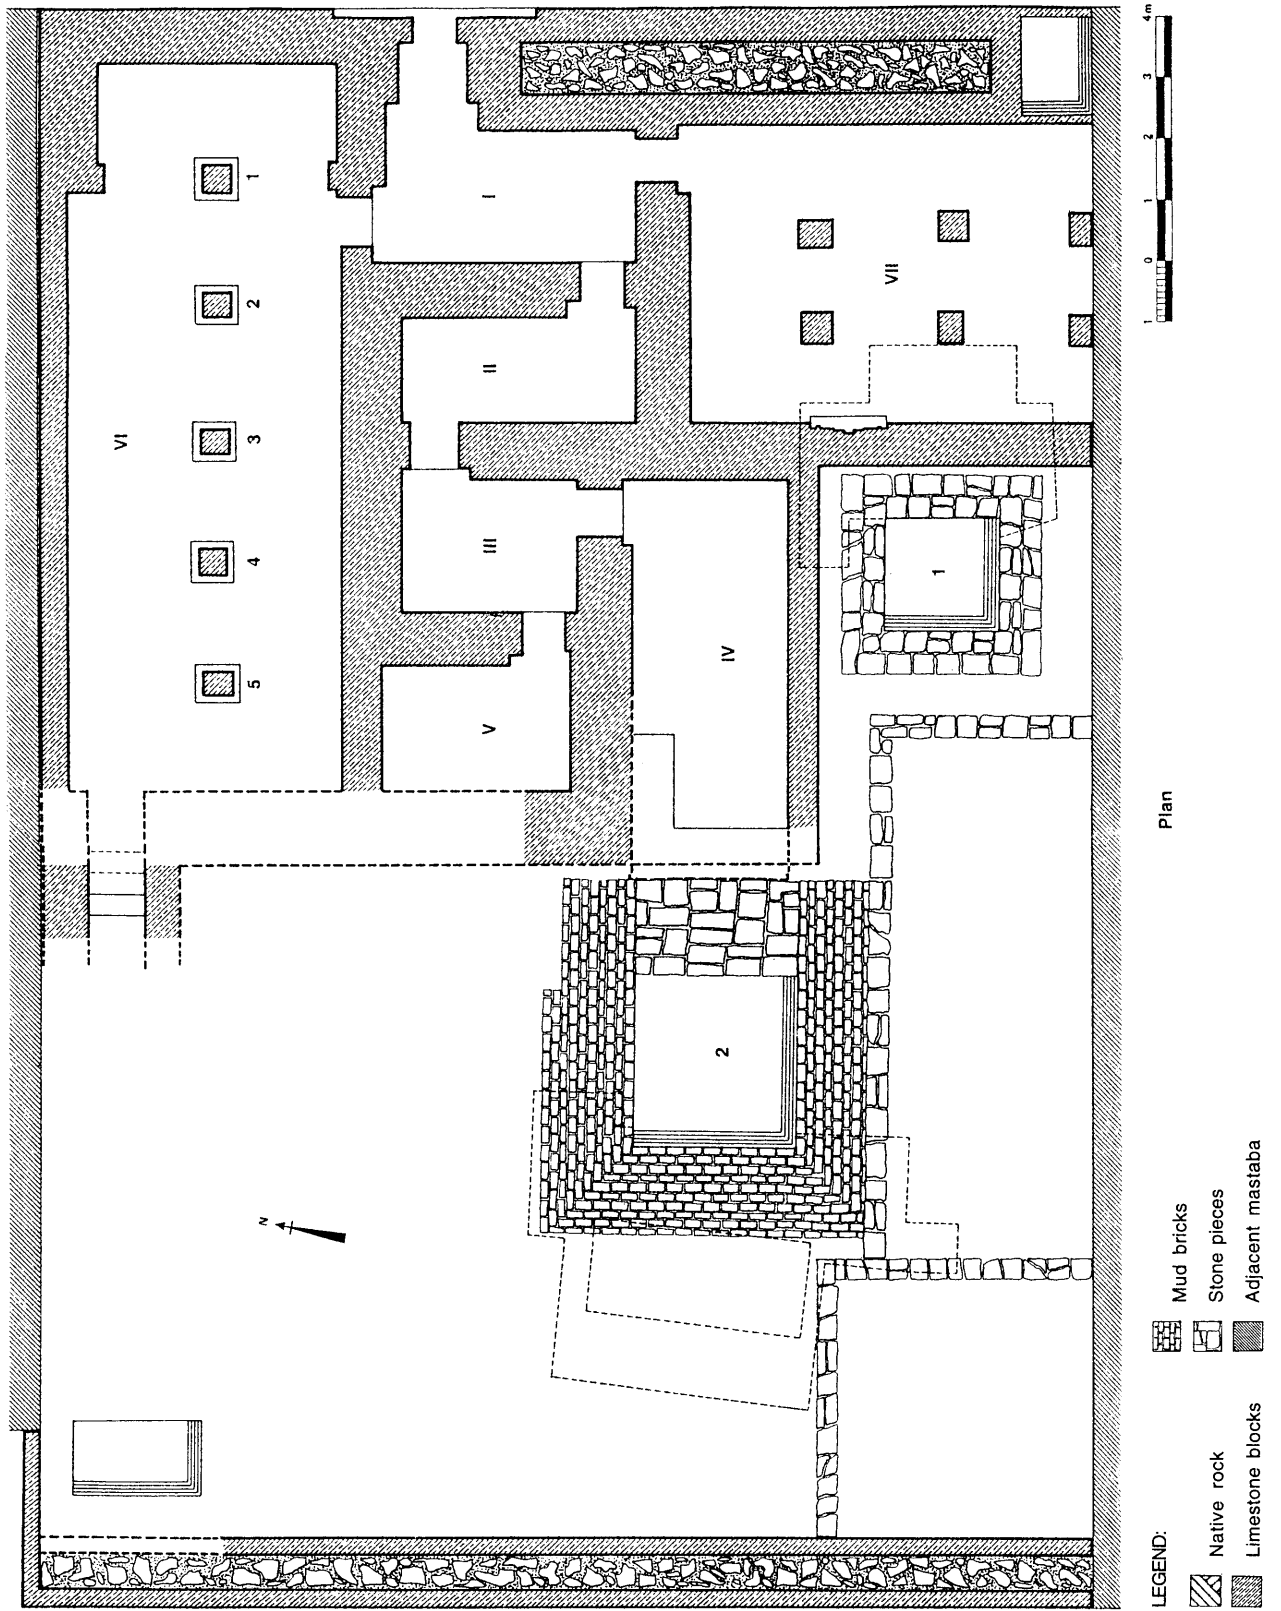 1
2
3
4
5
VI
I
II
III
IV
V
VII
1
2
N
1 0 1 2 3 4m
Plan
LEGEND:
Native rock
Limestone blocks
Mud bricks
Stone pieces
Adjacent mastaba